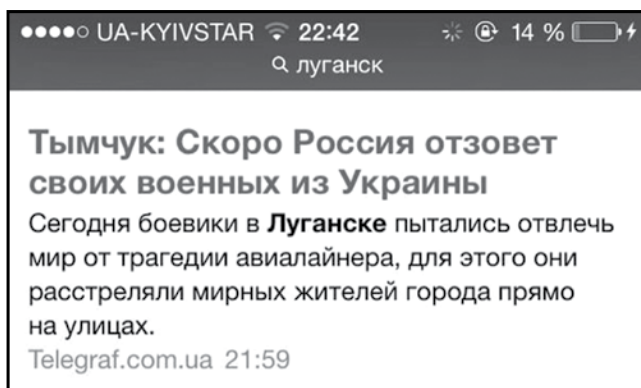 ●●●●○ UA-KYIVSTAR 22:42 14 %
луганск
Тымчук: Скоро Россия отзовет
своих военных из Украины
Сегодня боевики в Луганске пытались отвлечь
мир от трагедии авиалайнера, для этого они
расстреляли мирных жителей города прямо
на улицах.
Telegraf.com.ua 21:59